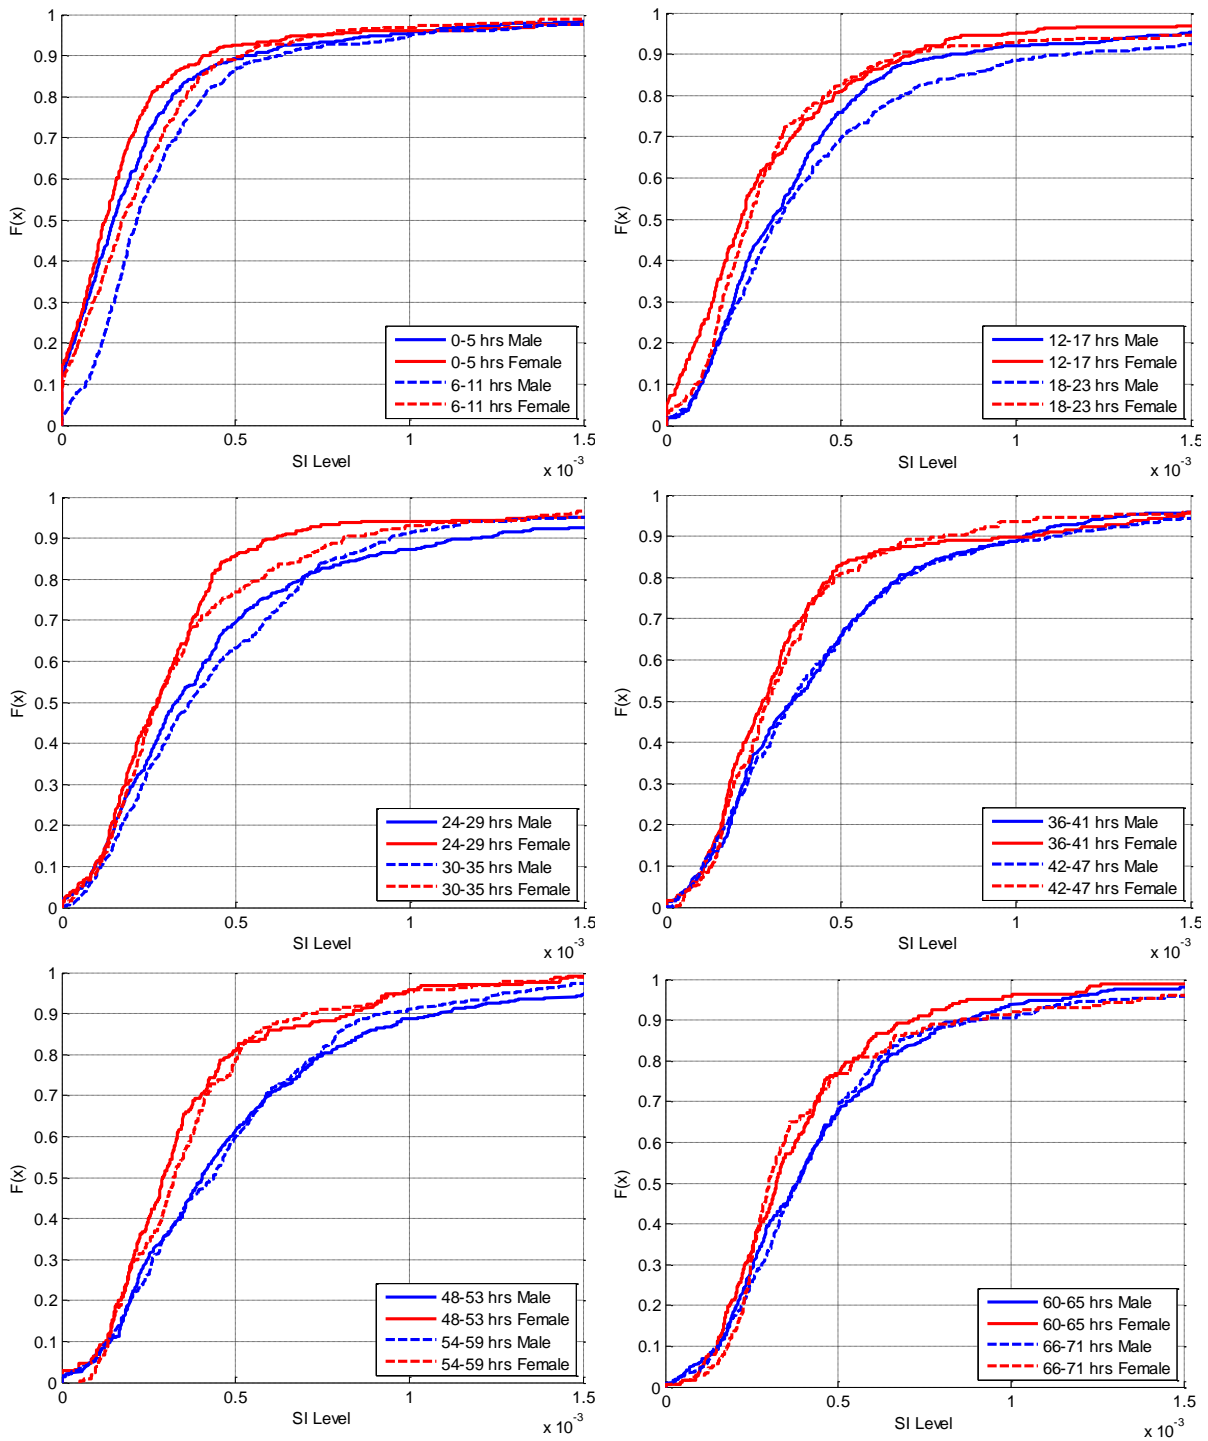 1
0.9
0.8
0.7
0.6
0.5
0.4
0.3
0.2
0.1
0
F(x)
0-5 hrs Male
0-5 hrs Female
6-11 hrs Male
6-11 hrs Female
0 0.5 1 1.5
SI Level
x 10-3
1
0.9
0.8
0.7
0.6
0.5
0.4
0.3
0.2
0.1
0
F(x)
12-17 hrs Male
12-17 hrs Female
18-23 hrs Male
18-23 hrs Female
0 0.5 1 1.5
SI Level
x 10-3
1
0.9
0.8
0.7
0.6
0.5
0.4
0.3
0.2
0.1
0
F(x)
24-29 hrs Male
24-29 hrs Female
30-35 hrs Male
30-35 hrs Female
0 0.5 1 1.5
SI Level
x 10-3
1
0.9
0.8
0.7
0.6
0.5
0.4
0.3
0.2
0.1
0
F(x)
36-41 hrs Male
36-41 hrs Female
42-47 hrs Male
42-47 hrs Female
0 0.5 1 1.5
SI Level
x 10-3
1
0.9
0.8
0.7
0.6
0.5
0.4
0.3
0.2
0.1
0
F(x)
48-53 hrs Male
48-53 hrs Female
54-59 hrs Male
54-59 hrs Female
0 0.5 1 1.5
SI Level
x 10-3
1
0.9
0.8
0.7
0.6
0.5
0.4
0.3
0.2
0.1
0
F(x)
60-65 hrs Male
60-65 hrs Female
66-71 hrs Male
66-71 hrs Female
0 0.5 1 1.5
SI Level
x 10-3